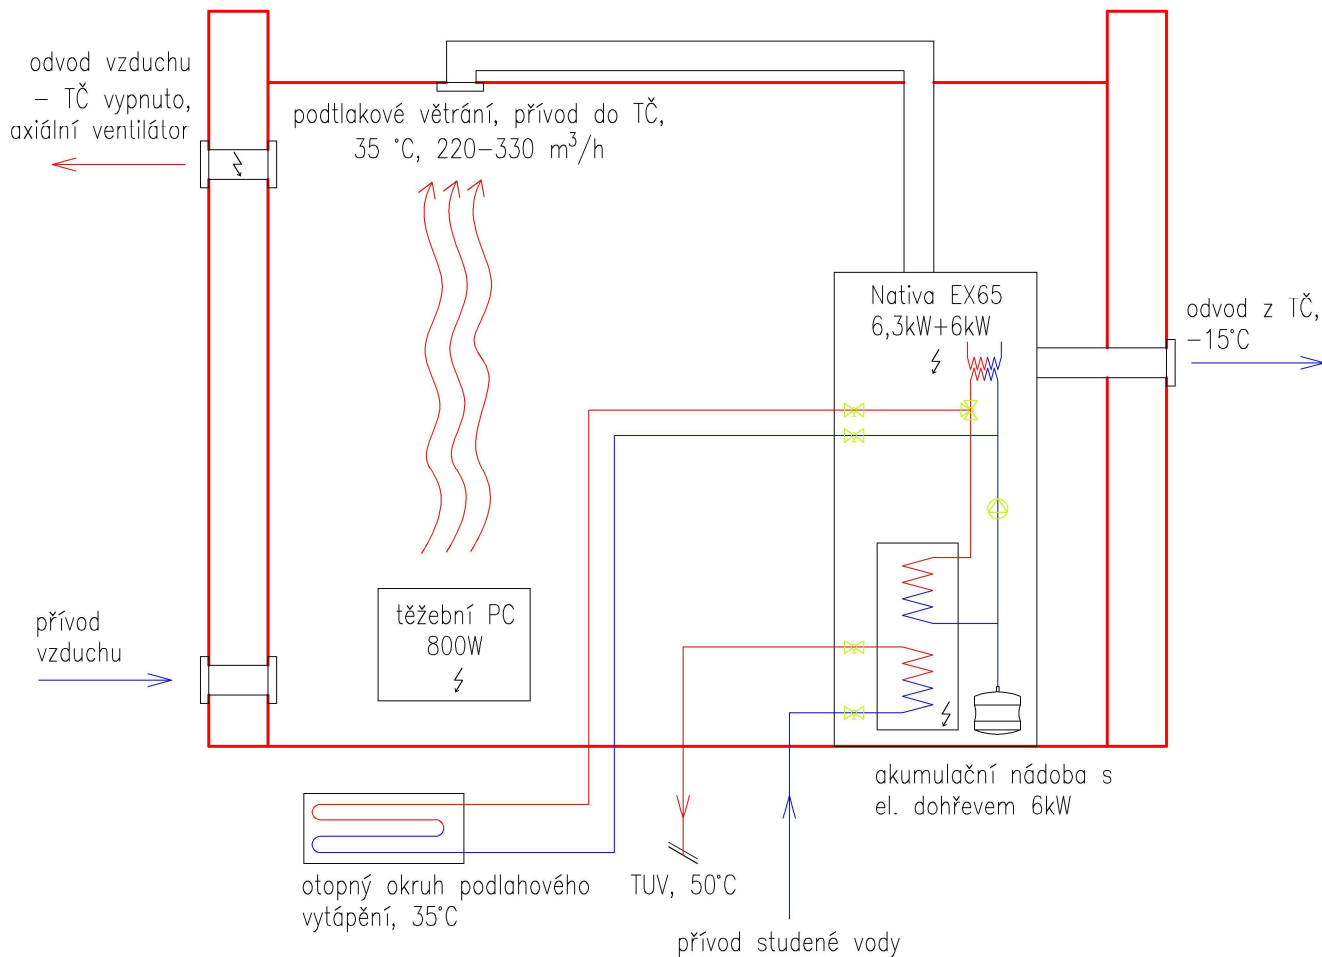 odvod vzduchu
– TČ vypnuto,
axiální ventilátor
podtlakové větrání, přívod do TČ,
35 °C, 220–330 m³/h
Nativa EX65
6,3kW+6kW
odvod z TČ,
–15°C
těžební PC
800W
přívod
vzduchu
akumulační nádoba s
el. dohřevem 6kW
otopný okruh podlahového
vytápění, 35°C
TUV, 50°C
přívod studené vody